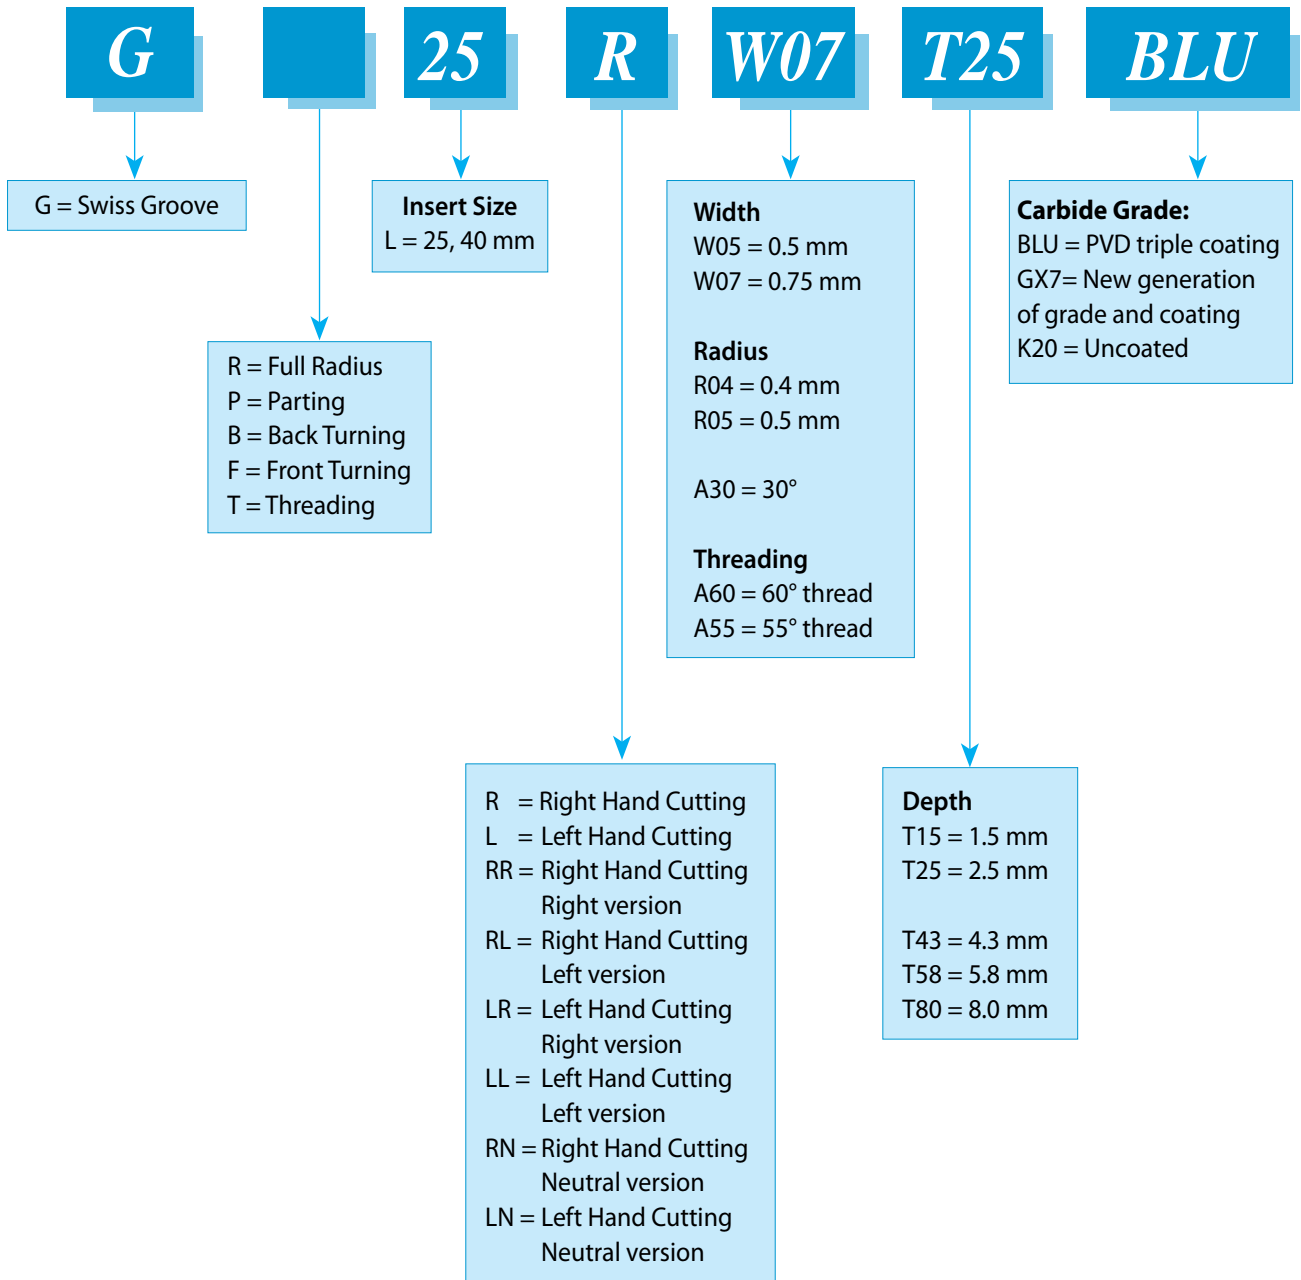 G 25 R W07 T25 BLU
G = Swiss Groove
R = Full Radius
P = Parting
B = Back Turning
F = Front Turning
T = Threading
Insert Size
L = 25, 40 mm
R = Right Hand Cutting
L = Left Hand Cutting
RR = Right Hand Cutting
Right version
RL = Right Hand Cutting
Left version
LR = Left Hand Cutting
Right version
LL = Left Hand Cutting
Left version
RN = Right Hand Cutting
Neutral version
LN = Left Hand Cutting
Neutral version
Width
W05 = 0.5 mm
W07 = 0.75 mm
Radius
R04 = 0.4 mm
R05 = 0.5 mm
A30 = 30°
Threading
A60 = 60° thread
A55 = 55° thread
Depth
T15 = 1.5 mm
T25 = 2.5 mm
T43 = 4.3 mm
T58 = 5.8 mm
T80 = 8.0 mm
Carbide Grade:
BLU = PVD triple coating
GX7= New generation
of grade and coating
K20 = Uncoated